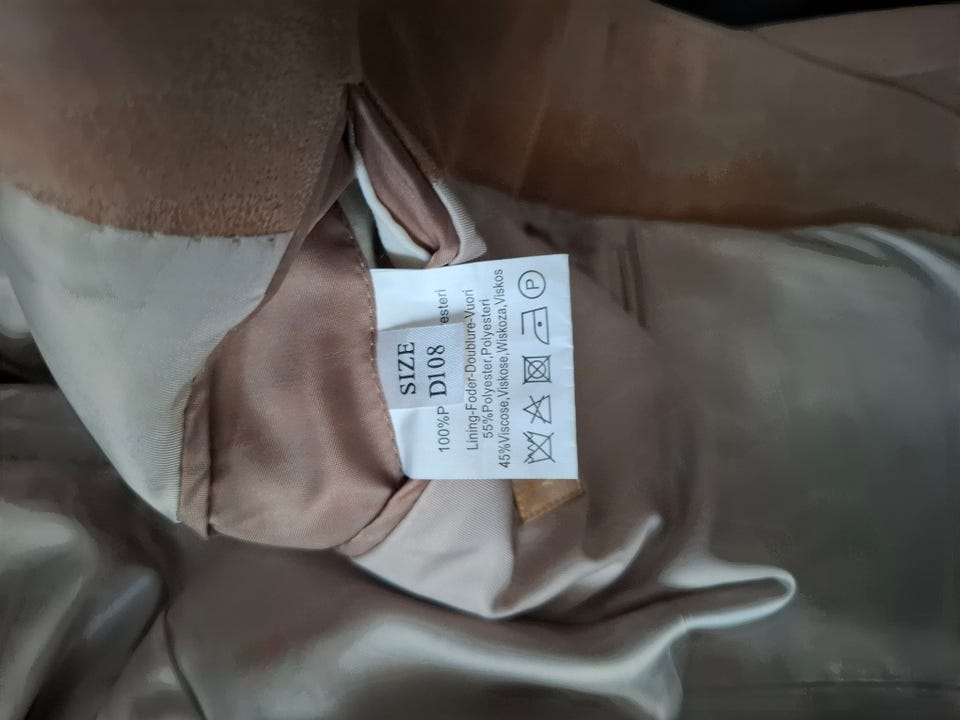 SIZE
D108
100%P esteri
Lining-Foder-Doublure-Vuori
55%Polyester,Polyesteri
45%Viscose,Viskose,Wiskoza,Viskos
P